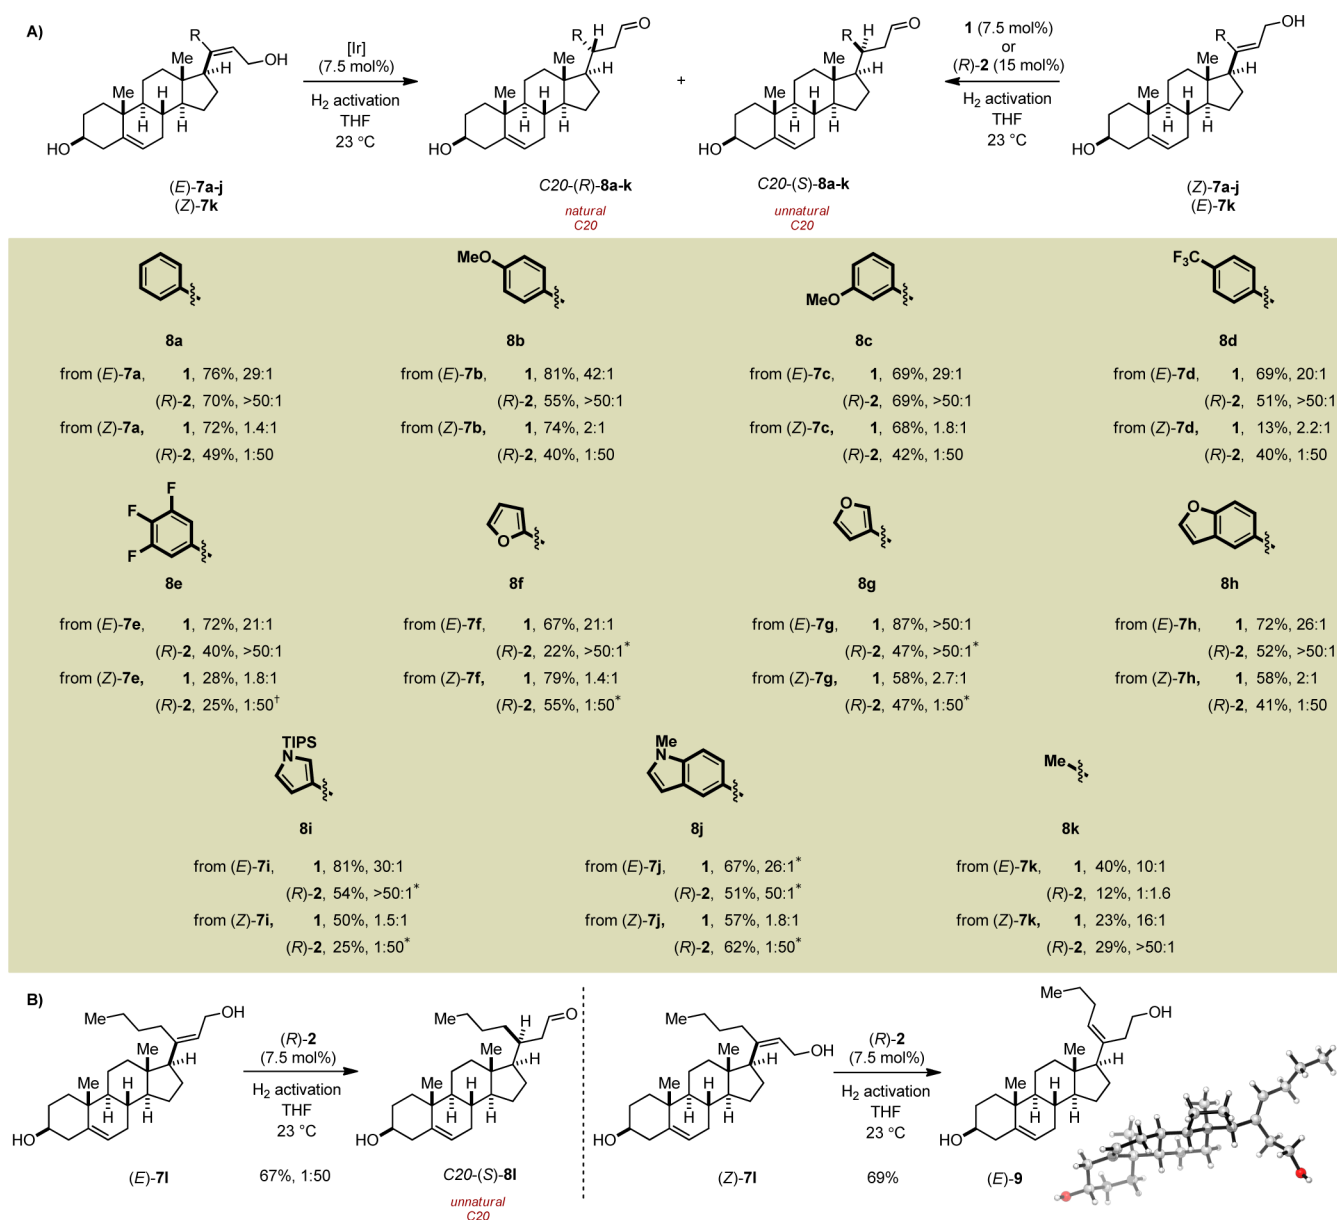 A)
R
Me
OH
Me
H
H
H
H
HO
(E)-7a-j
(Z)-7k
[Ir]
(7.5 mol%)
H2 activation
THF
23 °C
R
H
O
Me
H
Me
H
H
H
HO
C20-(R)-8a-k
natural
C20
+
R
H
O
Me
H
Me
H
H
H
HO
C20-(S)-8a-k
unnatural
C20
1 (7.5 mol%)
or
(R)-2 (15 mol%)
H2 activation
THF
23 °C
OH
R
Me
H
Me
H
H
H
HO
(Z)-7a-j
(E)-7k
MeO
MeO
F3C
8a
8b
8c
8d
from (E)-7a, 1, 76%, 29:1
(R)-2, 70%, >50:1
from (Z)-7a, 1, 72%, 1.4:1
(R)-2, 49%, 1:50
from (E)-7b, 1, 81%, 42:1
(R)-2, 55%, >50:1
from (Z)-7b, 1, 74%, 2:1
(R)-2, 40%, 1:50
from (E)-7c, 1, 69%, 29:1
(R)-2, 69%, >50:1
from (Z)-7c, 1, 68%, 1.8:1
(R)-2, 42%, 1:50
from (E)-7d, 1, 69%, 20:1
(R)-2, 51%, >50:1
from (Z)-7d, 1, 13%, 2.2:1
(R)-2, 40%, 1:50
F
F
F
O
O
O
8e
8f
8g
8h
from (E)-7e, 1, 72%, 21:1
(R)-2, 40%, >50:1
from (Z)-7e, 1, 28%, 1.8:1
(R)-2, 25%, 1:50†
from (E)-7f, 1, 67%, 21:1
(R)-2, 22%, >50:1*
from (Z)-7f, 1, 79%, 1.4:1
(R)-2, 55%, 1:50*
from (E)-7g, 1, 87%, >50:1
(R)-2, 47%, >50:1*
from (Z)-7g, 1, 58%, 2.7:1
(R)-2, 47%, 1:50*
from (E)-7h, 1, 72%, 26:1
(R)-2, 52%, >50:1
from (Z)-7h, 1, 58%, 2:1
(R)-2, 41%, 1:50
TIPS
N
Me
N
Me
8i
8j
8k
from (E)-7i, 1, 81%, 30:1
(R)-2, 54%, >50:1*
from (Z)-7i, 1, 50%, 1.5:1
(R)-2, 25%, 1:50*
from (E)-7j, 1, 67%, 26:1*
(R)-2, 51%, 50:1*
from (Z)-7j, 1, 57%, 1.8:1
(R)-2, 62%, 1:50*
from (E)-7k, 1, 40%, 10:1
(R)-2, 12%, 1:1.6
from (Z)-7k, 1, 23%, 16:1
(R)-2, 29%, >50:1
B)
OH
Me
Me
H
Me
H
H
H
HO
(E)-7l
(R)-2
(7.5 mol%)
H2 activation
THF
23 °C
67%, 1:50
Me
H
O
Me
H
Me
H
H
H
HO
C20-(S)-8l
unnatural
C20
Me
OH
Me
H
Me
H
H
H
HO
(Z)-7l
(R)-2
(7.5 mol%)
H2 activation
THF
23 °C
69%
Me
OH
Me
H
Me
H
H
H
HO
(E)-9